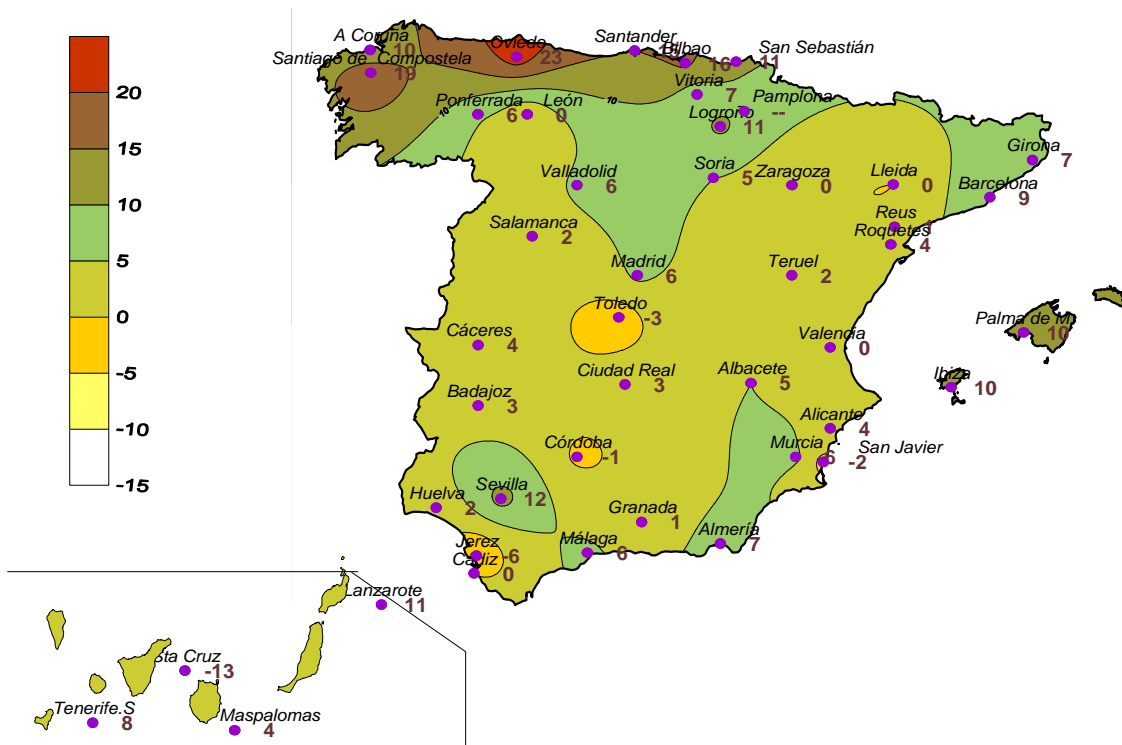 A Coruña
10
Oviedo
23
Santander
15
Bilbao
16
San Sebastián
11
Santiago de Compostela
19
20
15
10
5
0
-5
-10
-15
10
10
Vitoria
7
Pamplona
--
Ponferrada
6
León
0
Logroño
11
Girona
7
Valladolid
6
Soria
5
Zaragoza
0
Lleida
0
Barcelona
9
Salamanca
2
Reus
Roquetes
4
Madrid
6
Teruel
2
Toledo
-3
Palma de M.
10
Cáceres
4
Valencia
0
Ciudad Real
3
Albacete
5
Ibiza
10
Badajoz
3
Alicante
4
Córdoba
-1
Murcia
San Javier
-2
Sevilla
12
Huelva
2
Granada
1
Almería
7
Jerez
-6
Málaga
6
Cádiz
0
Lanzarote
11
Sta Cruz
-13
Tenerife.S
8
Maspalomas
4